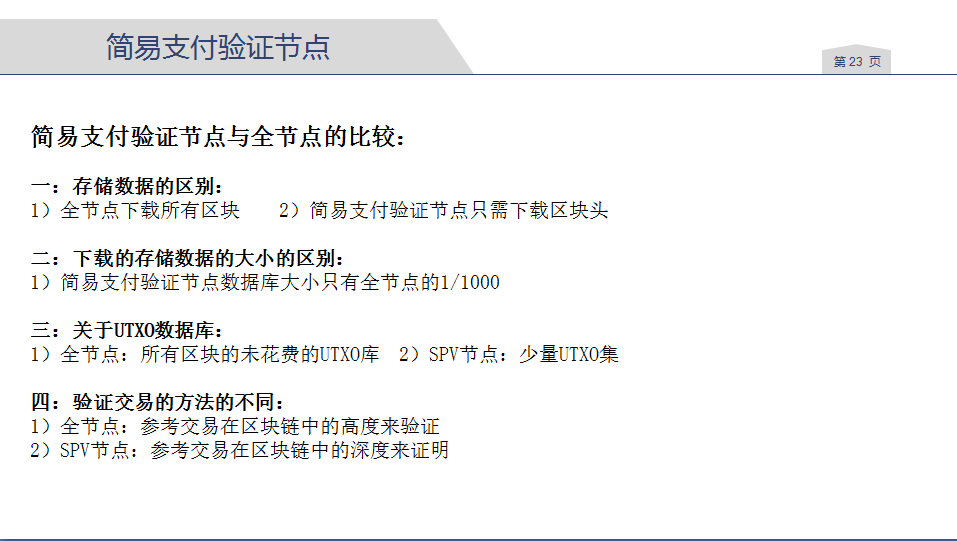 简易支付验证节点
第 23 页
简易支付验证节点与全节点的比较：
一：存储数据的区别：
1）全节点下载所有区块 2）简易支付验证节点只需下载区块头
二：下载的存储数据的大小的区别：
1）简易支付验证节点数据库大小只有全节点的1/1000
三：关于UTXO数据库：
1）全节点：所有区块的未花费的UTXO库 2）SPV节点：少量UTXO集
四：验证交易的方法的不同：
1）全节点：参考交易在区块链中的高度来验证
2）SPV节点：参考交易在区块链中的深度来证明